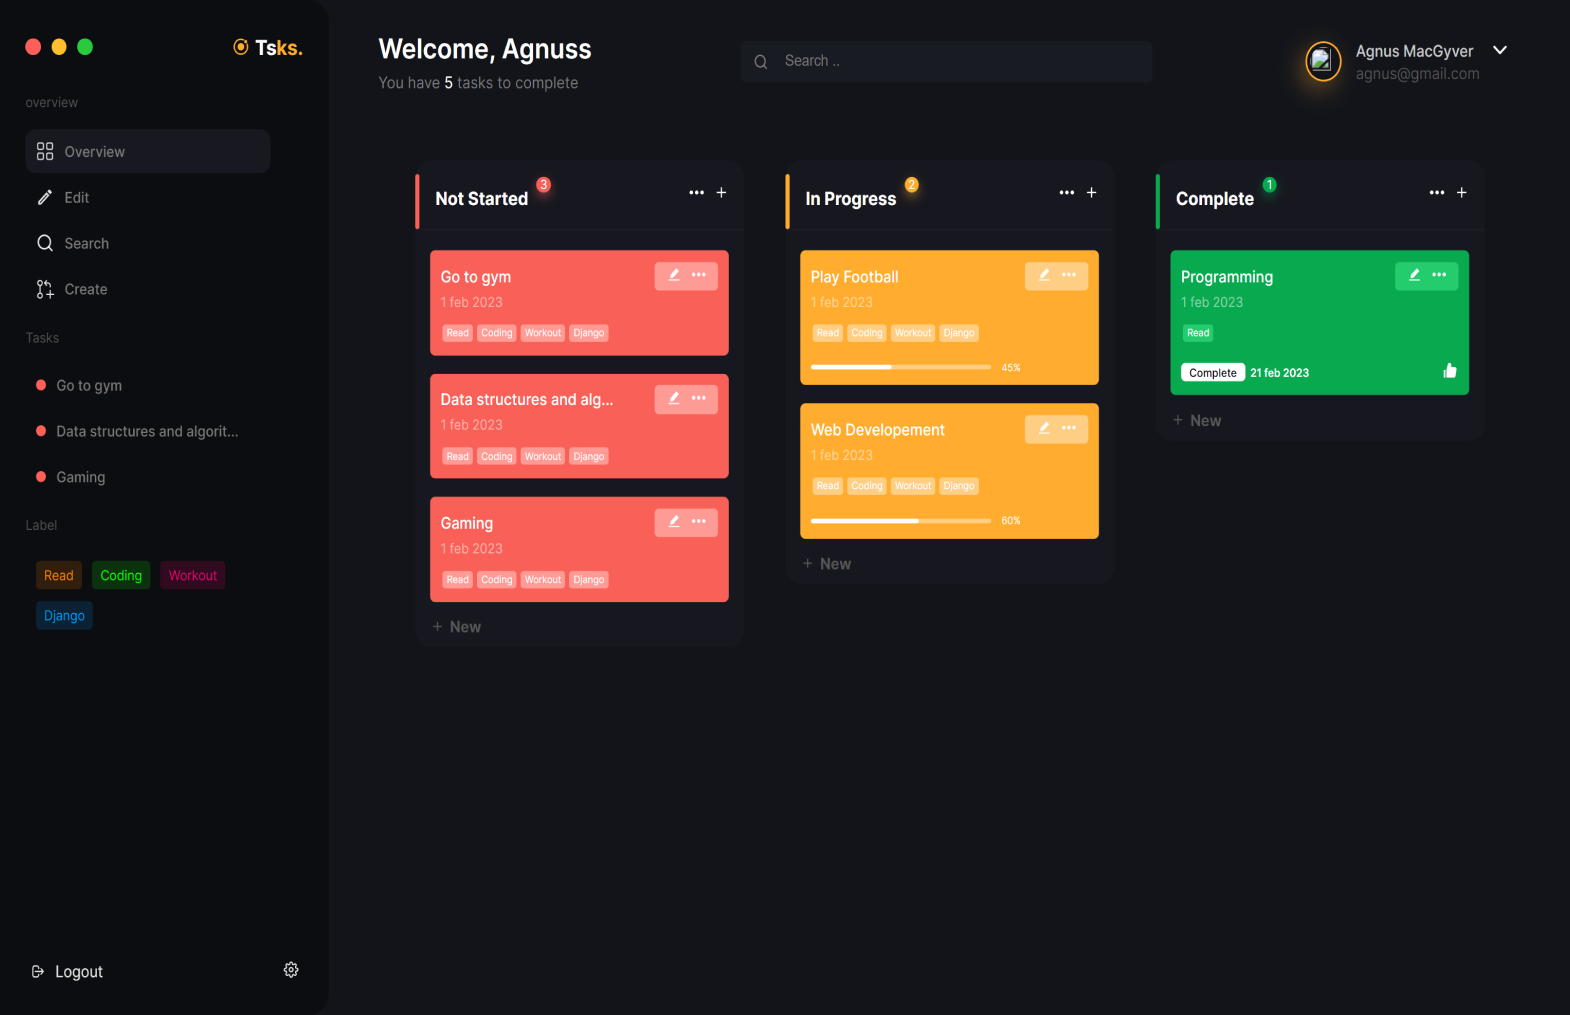 Tsks.
overview
Overview
Edit
Search
Create
Tasks
Go to gym
Data structures and algorit...
Gaming
Label
Read Coding Workout
Django
Logout
Welcome, Agnuss
You have 5 tasks to complete
Search ..
Agnus MacGyver
agnus@gmail.com
Not Started 3
Go to gym
1 feb 2023
Read Coding Workout Django
Data structures and alg...
1 feb 2023
Read Coding Workout Django
Gaming
1 feb 2023
Read Coding Workout Django
+ New
In Progress 2
Play Football
1 feb 2023
Read Coding Workout Django
45%
Web Developement
1 feb 2023
Read Coding Workout Django
60%
+ New
Complete 1
Programming
1 feb 2023
Read
Complete 21 feb 2023
+ New